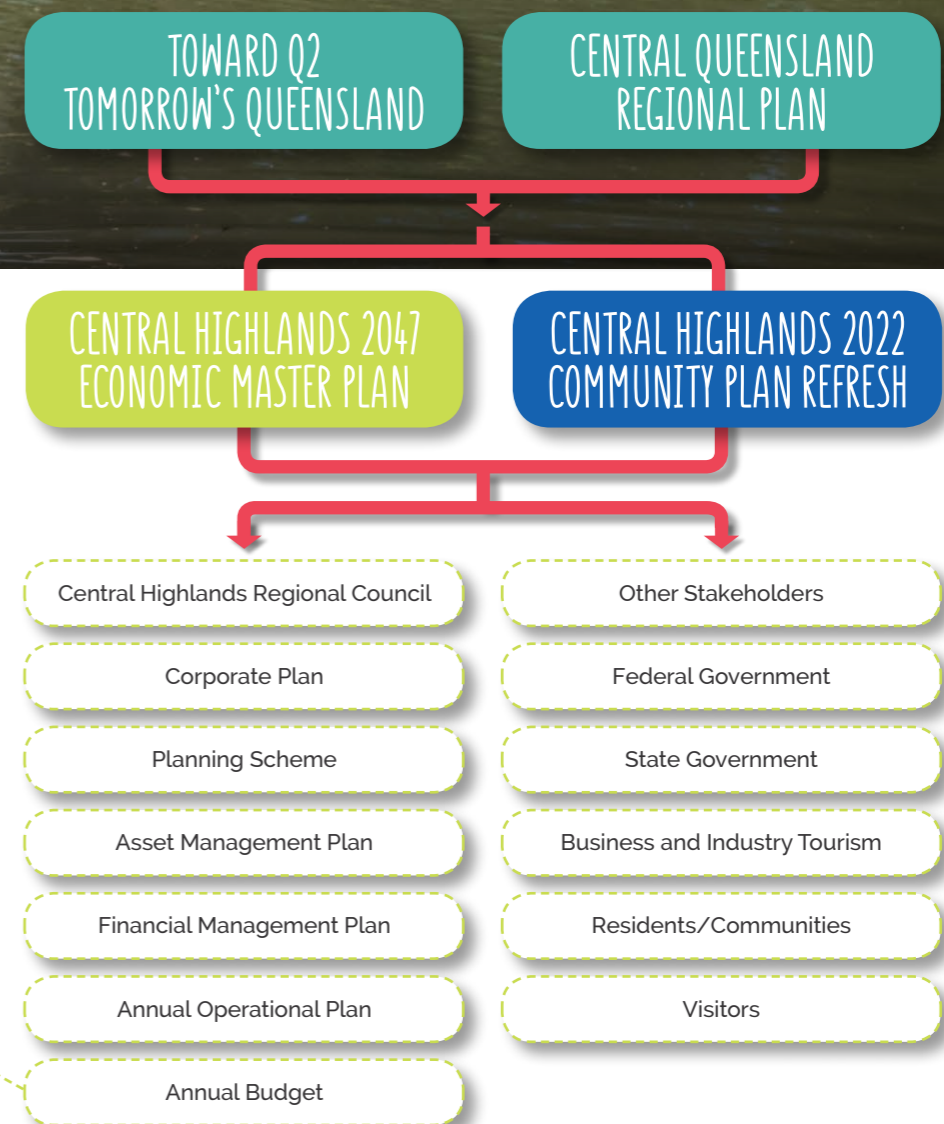 TOWARD Q2
TOMORROW'S QUEENSLAND
CENTRAL QUEENSLAND
REGIONAL PLAN
CENTRAL HIGHLANDS 2047
ECONOMIC MASTER PLAN
CENTRAL HIGHLANDS 2022
COMMUNITY PLAN REFRESH
Central Highlands Regional Council
Corporate Plan
Planning Scheme
Asset Management Plan
Financial Management Plan
Annual Operational Plan
Annual Budget
Other Stakeholders
Federal Government
State Government
Business and Industry Tourism
Residents/Communities
Visitors